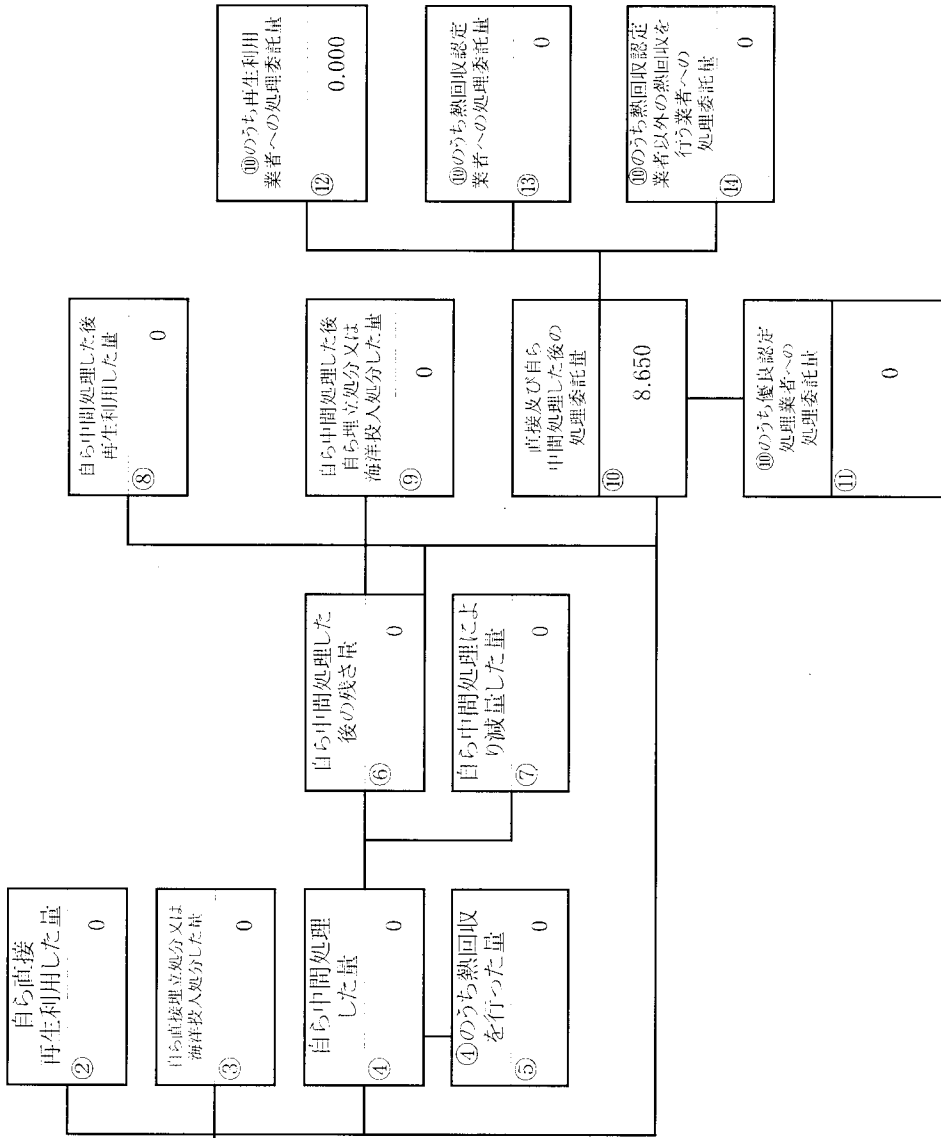 自ら直接
再生利用した量
② 0
自ら直接埋立処分又は
海洋投入処分した量
③ 0
自ら中間処理
した量
④ 0
④のうち熱回収
を行った量
⑤ 0
自ら中間処理した
後の残さ量
⑥ 0
自ら中間処理によ
り減量した量
⑦ 0
自ら中間処理した後
再生利用した量
⑧ 0
自ら中間処理した後
自ら埋立処分又は
海洋投入処分した量
⑨ 0
直接及び自ら
中間処理した後の
処理委託量
⑩ 8.650
⑩のうち優良認定
処理業者への
処理委託量
⑪ 0
⑩のうち再生利用
業者への処理委託量
⑫ 0.000
⑩のうち熱回収認定
業者への処理委託量
⑬ 0
⑩のうち熱回収認定
業者以外の熱回収を
行う業者への
処理委託量
⑭ 0